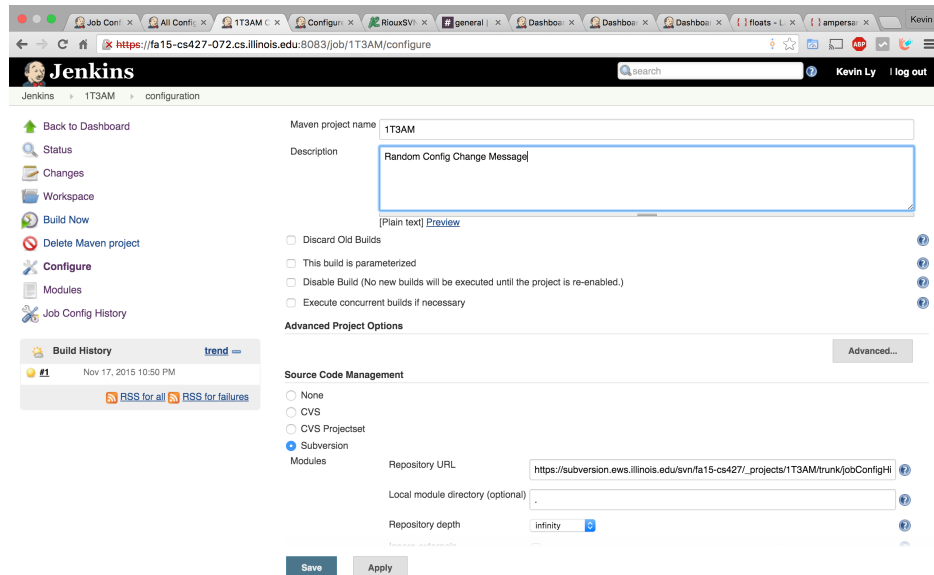 Job Conf
All Config
1T3AM C
Configure
RiouxSVN
general |
Dashboar
Dashboar
Dashboar
{ } floats - L
{ } ampersar
Kevin
https://fa15-cs427-072.cs.illinois.edu:8083/job/1T3AM/configure
ABP
Jenkins
search
Kevin Ly
| log out
Jenkins
1T3AM
configuration
Back to Dashboard
Status
Changes
Workspace
Build Now
Delete Maven project
Configure
Modules
Job Config History
Build History
trend
#1
Nov 17, 2015 10:50 PM
RSS for all
RSS for failures
Maven project name
1T3AM
Description
Random Config Change Message
[Plain text] Preview
Discard Old Builds
This build is parameterized
Disable Build (No new builds will be executed until the project is re-enabled.)
Execute concurrent builds if necessary
Advanced Project Options
Advanced...
Source Code Management
None
CVS
CVS Projectset
Subversion
Modules
Repository URL
https://subversion.ews.illinois.edu/svn/fa15-cs427/_projects/1T3AM/trunk/jobConfigHi
Local module directory (optional)
.
Repository depth
infinity
Save
Apply